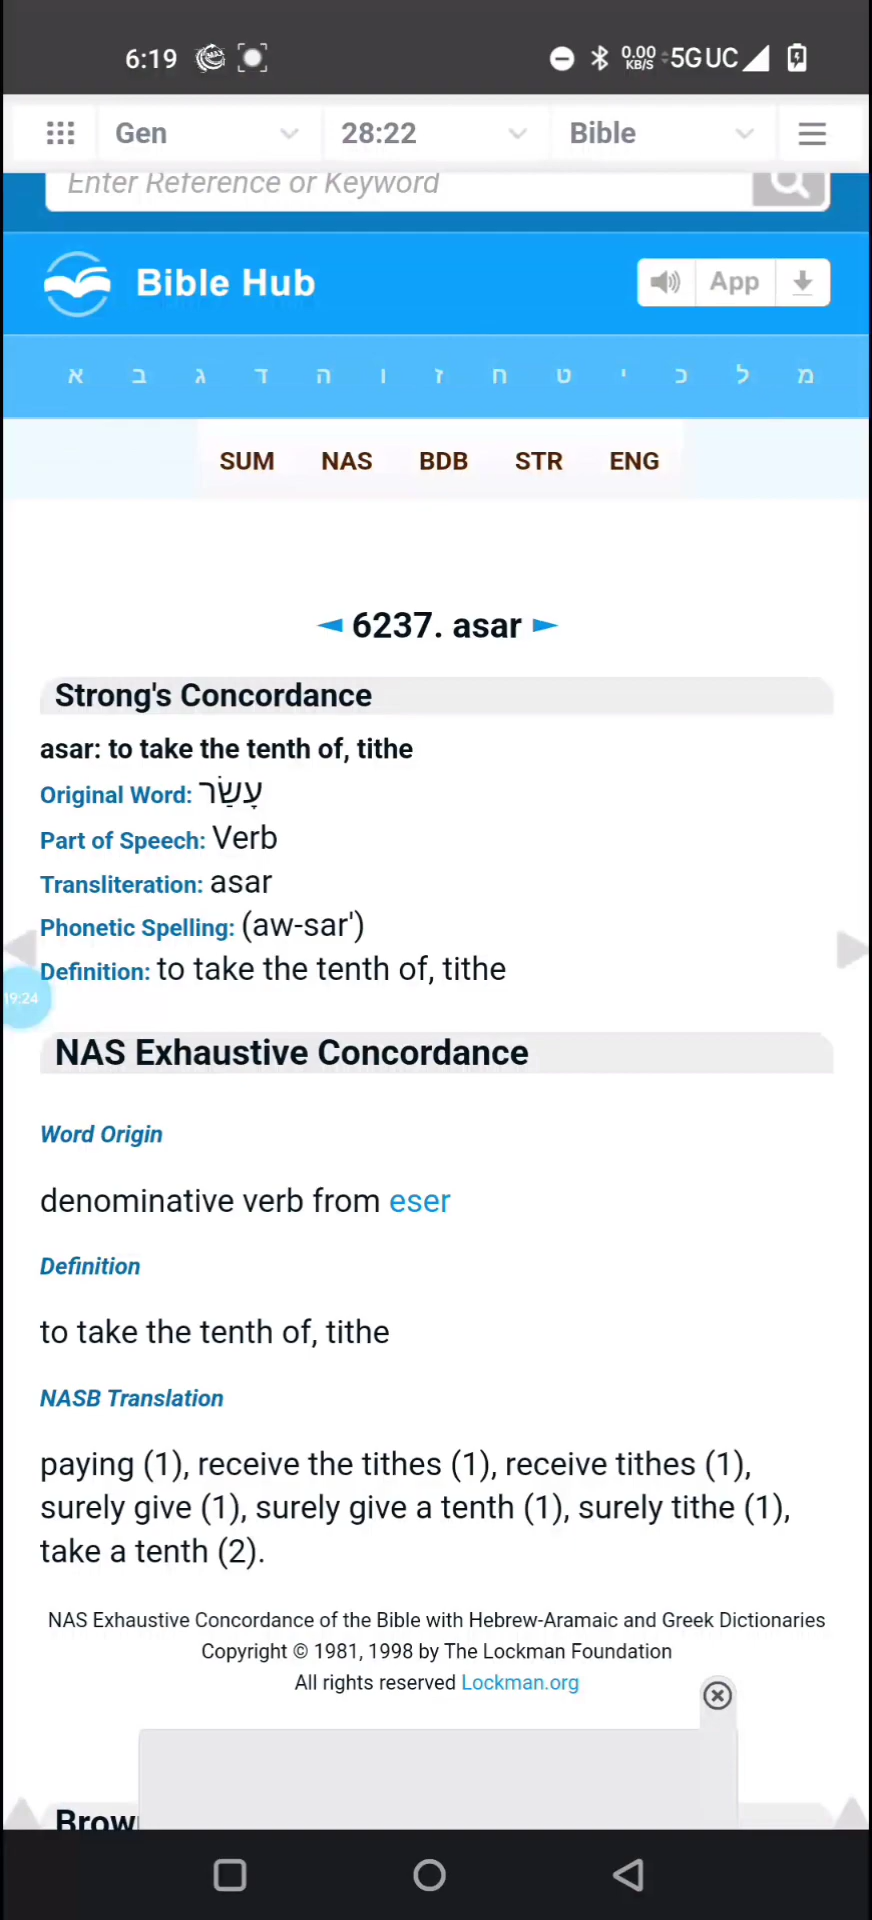 6:19 0.00 KB/S 5G UC
Gen 28:22 Bible
Enter Reference or Keyword
Bible Hub App
א ב ג ד ה ו ז ח ט י כ ל מ
SUM NAS BDB STR ENG
◄ 6237. asar ►
Strong's Concordance
asar: to take the tenth of, tithe
Original Word: עָשַׂר
Part of Speech: Verb
Transliteration: asar
Phonetic Spelling: (aw-sar')
Definition: to take the tenth of, tithe
19:24
NAS Exhaustive Concordance
Word Origin
denominative verb from eser
Definition
to take the tenth of, tithe
NASB Translation
paying (1), receive the tithes (1), receive tithes (1),
surely give (1), surely give a tenth (1), surely tithe (1),
take a tenth (2).
NAS Exhaustive Concordance of the Bible with Hebrew-Aramaic and Greek Dictionaries
Copyright © 1981, 1998 by The Lockman Foundation
All rights reserved Lockman.org
Brow